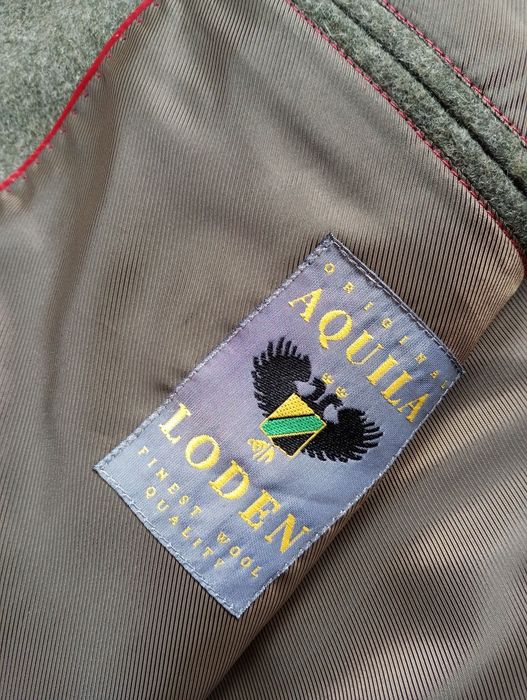 ORIGINAL
AQUILA
LODEN
FINEST WOOL
QUALITY